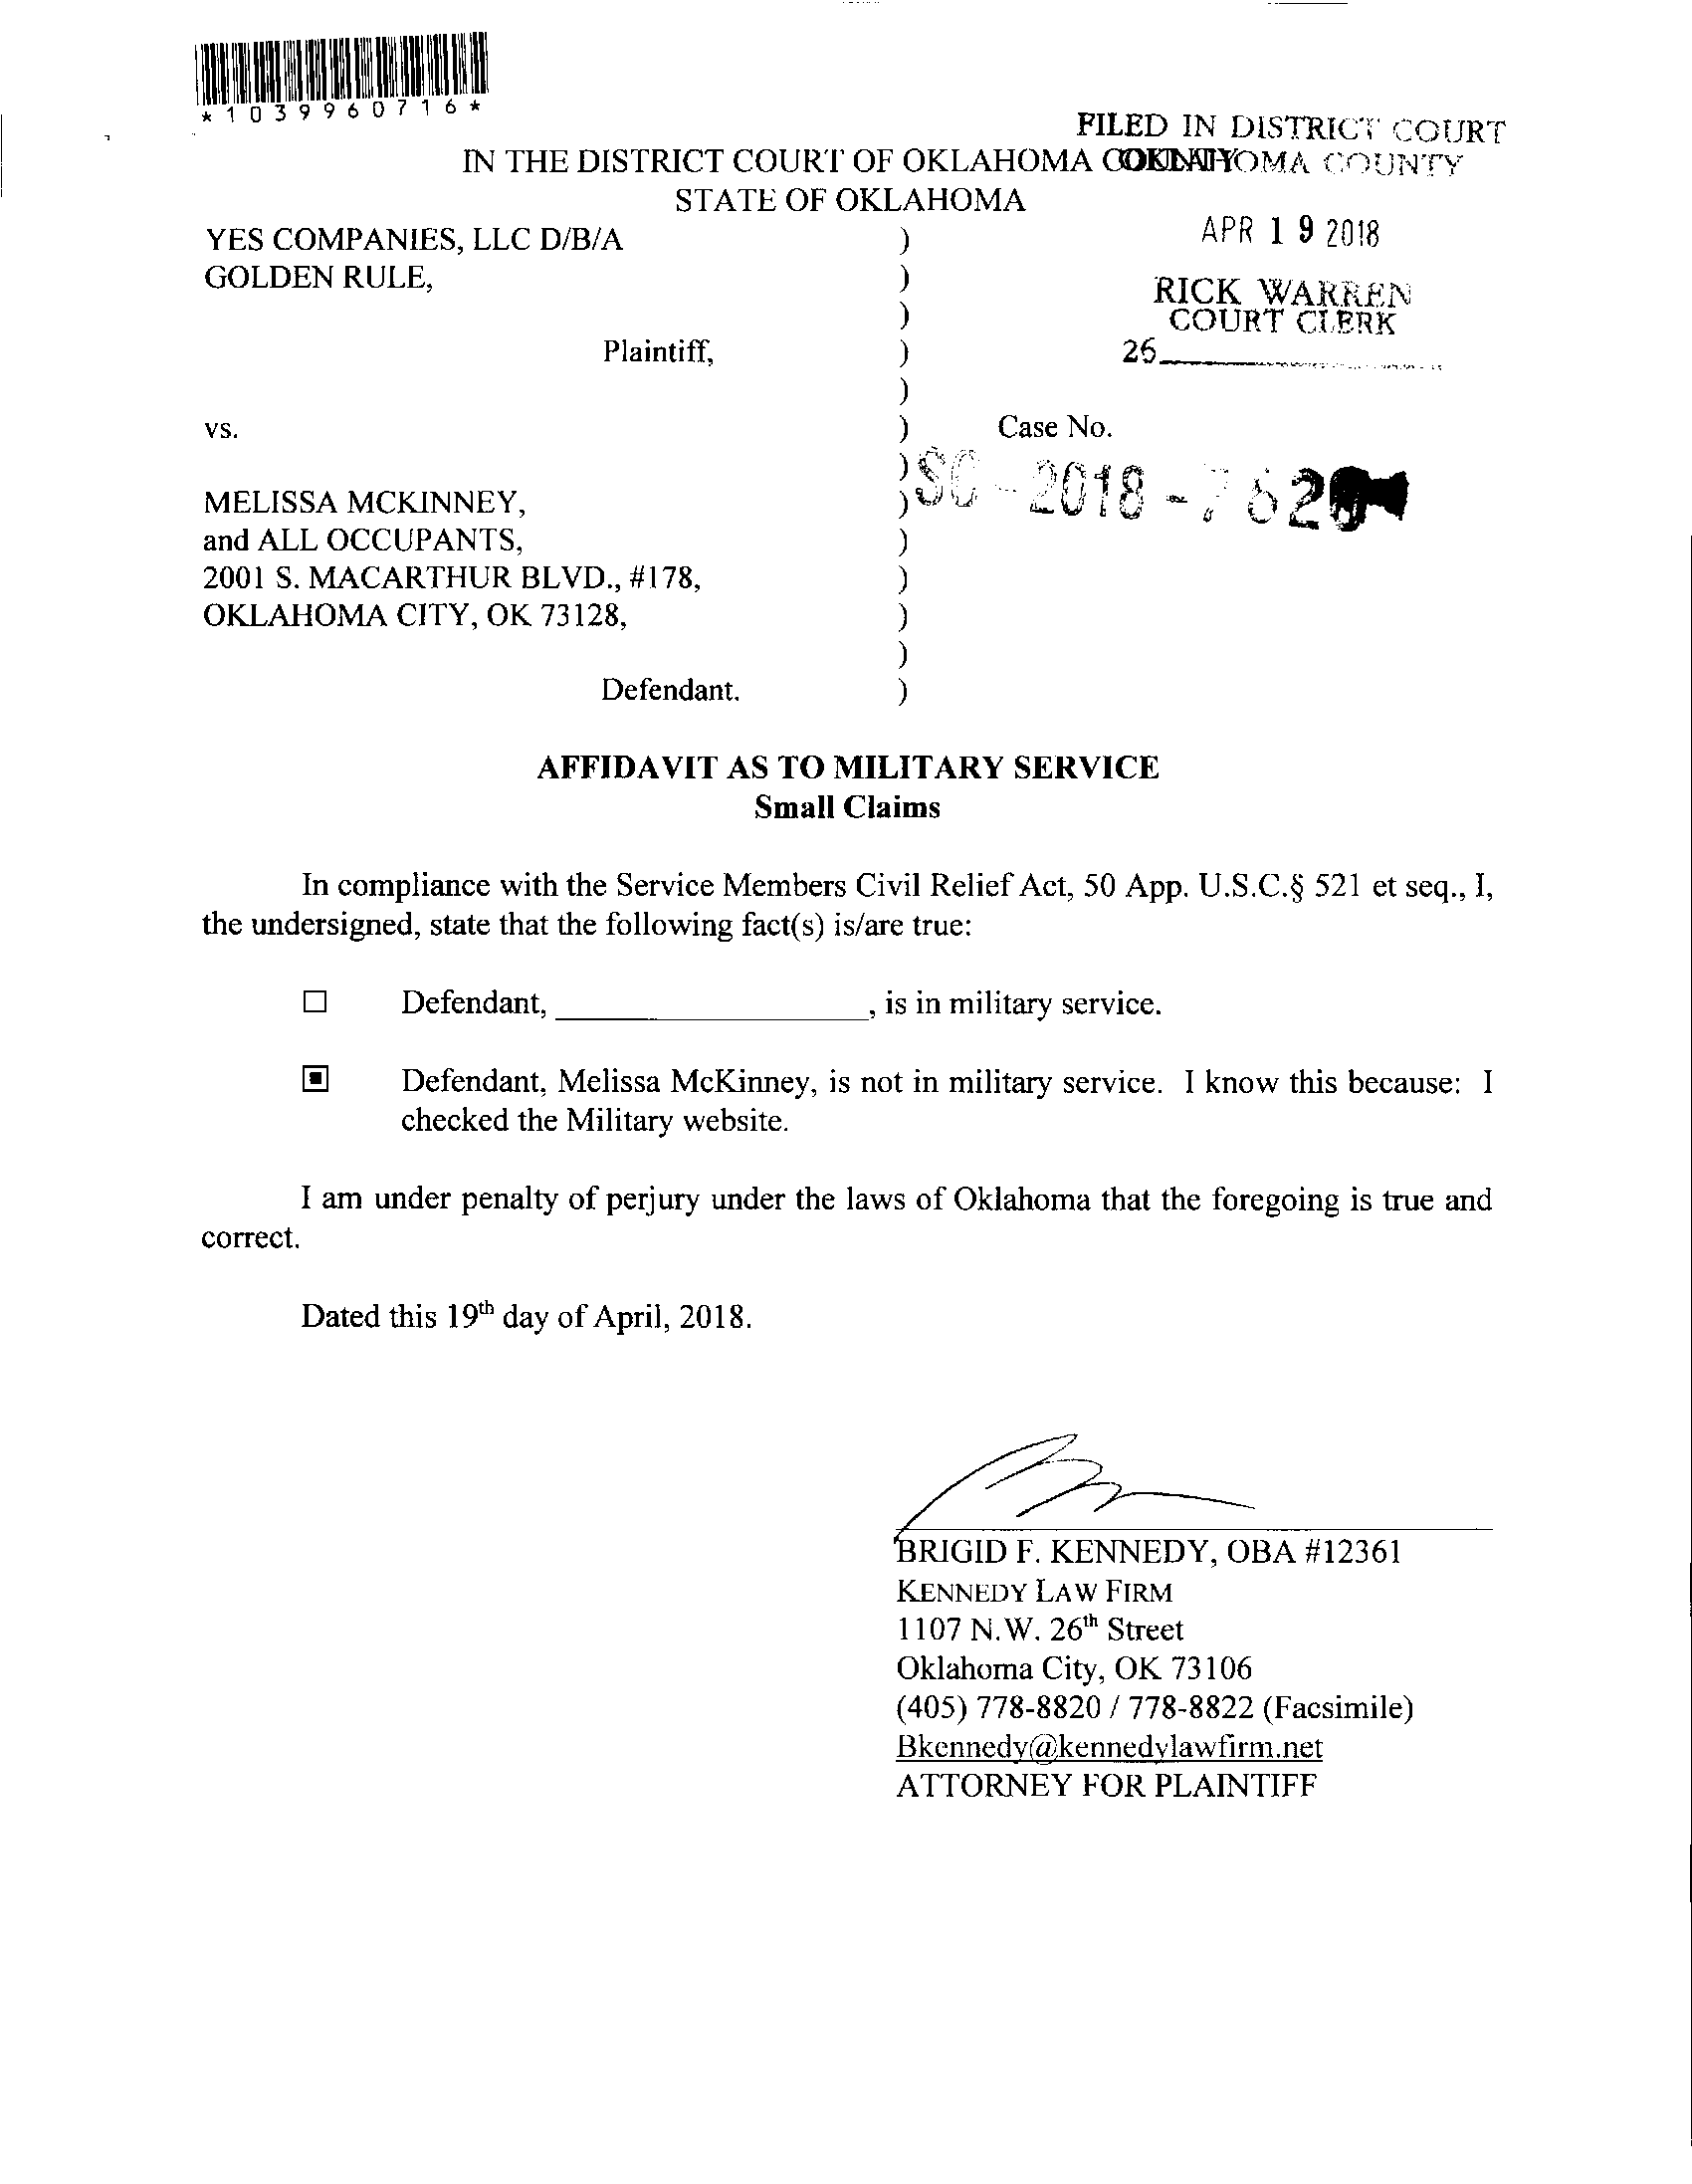 *1039960716*
FILED IN DISTRICT COURT
OKLAHOMA COUNTY
IN THE DISTRICT COURT OF OKLAHOMA COUNTY
STATE OF OKLAHOMA
APR 19 2018
RICK WARREN
COURT CLERK
26
YES COMPANIES, LLC D/B/A )
GOLDEN RULE, )
)
Plaintiff, )
)
vs. ) Case No.
) SC-2018-
MELISSA MCKINNEY, )
and ALL OCCUPANTS, )
2001 S. MACARTHUR BLVD., #178, )
OKLAHOMA CITY, OK 73128, )
)
Defendant. )
AFFIDAVIT AS TO MILITARY SERVICE
Small Claims
In compliance with the Service Members Civil Relief Act, 50 App. U.S.C.§ 521 et seq., I,
the undersigned, state that the following fact(s) is/are true:
☐ Defendant, ____________________, is in military service.
▣ Defendant, Melissa McKinney, is not in military service. I know this because: I
checked the Military website.
I am under penalty of perjury under the laws of Oklahoma that the foregoing is true and
correct.
Dated this 19th day of April, 2018.
BRIGID F. KENNEDY, OBA #12361
KENNEDY LAW FIRM
1107 N.W. 26th Street
Oklahoma City, OK 73106
(405) 778-8820 / 778-8822 (Facsimile)
Bkennedy@kennedylawfirm.net
ATTORNEY FOR PLAINTIFF